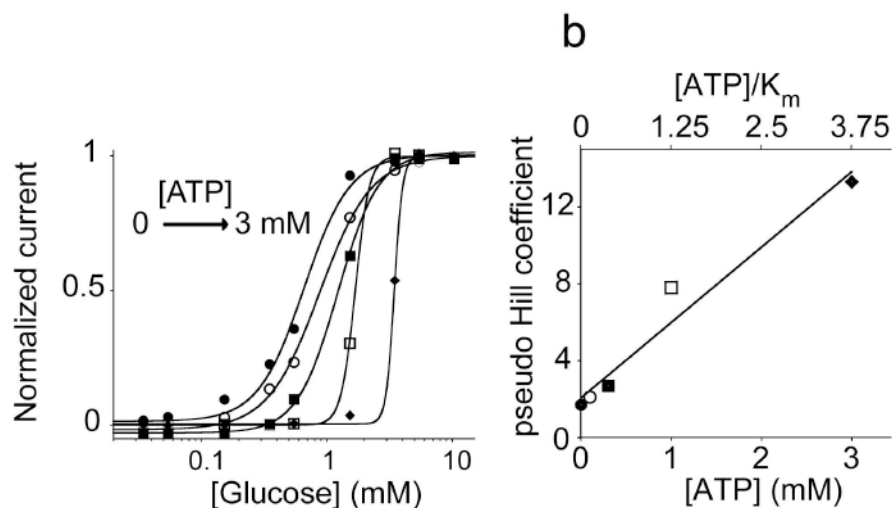 b
[ATP]/Kₘ
0 1.25 2.5 3.75
1
0.5
0
Normalized current
[ATP]
0 3 mM
0.1 1 10
[Glucose] (mM)
pseudo Hill coefficient
12
8
4
0
0 1 2 3
[ATP] (mM)